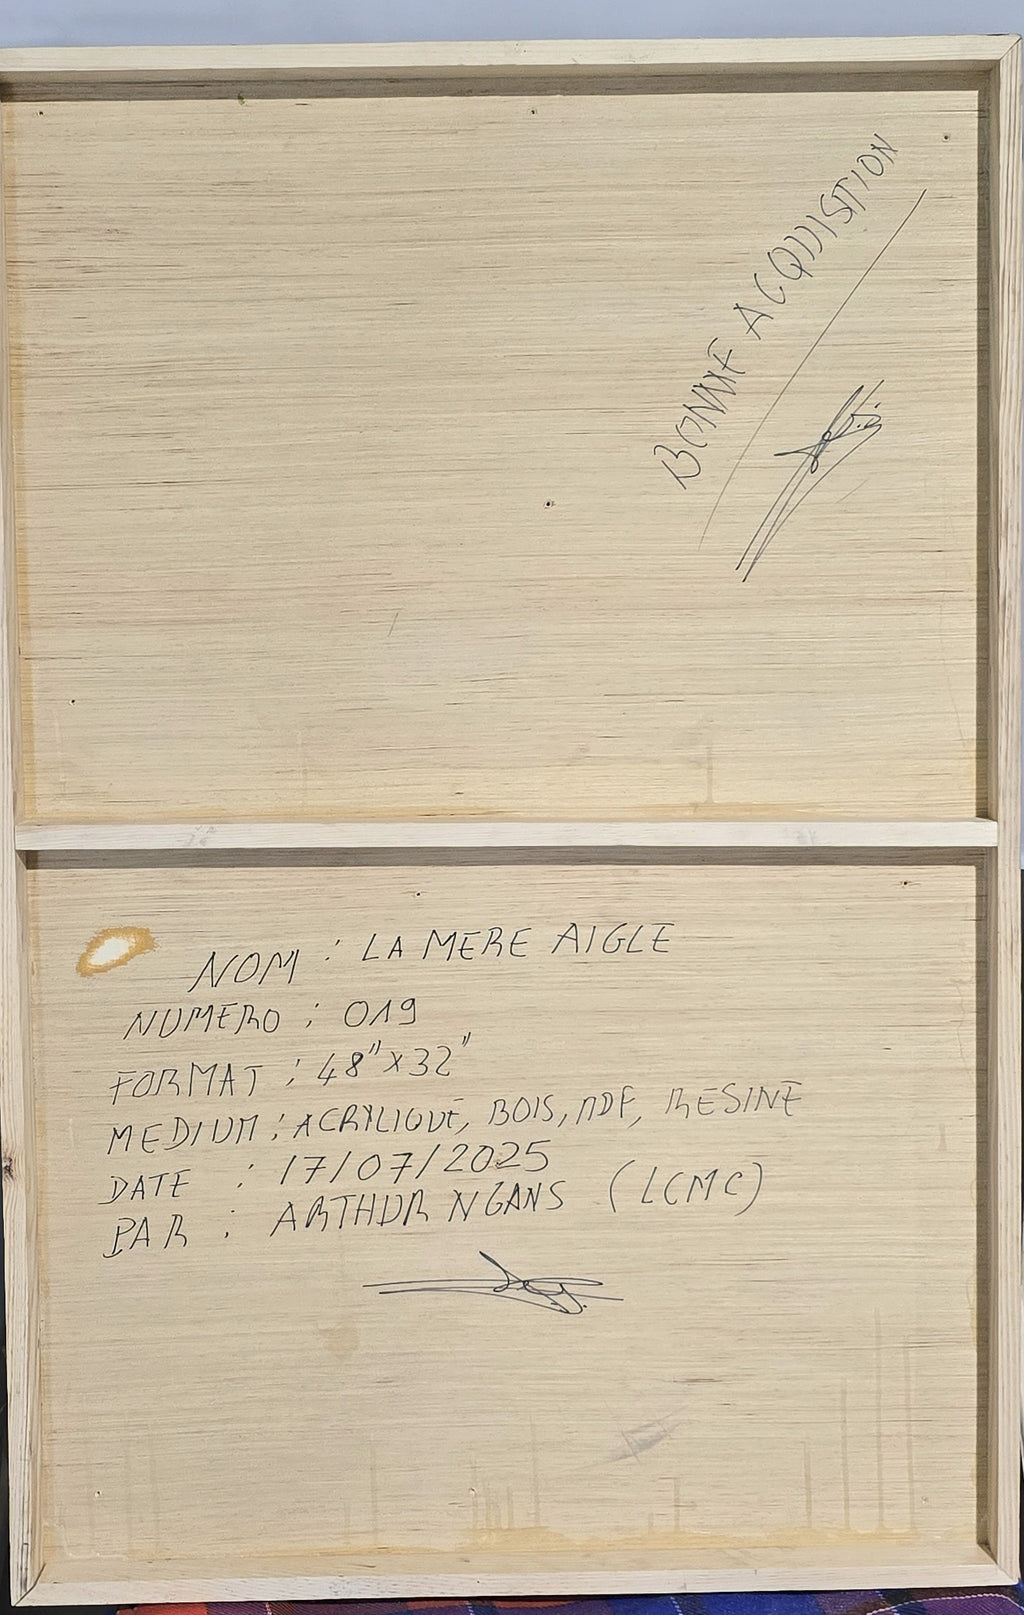 BONNE ACQUISITION
NOM : LA MERE AIGLE
NUMERO : 019
FORMAT : 48" x 32"
MEDIUM : ACRYLIQUE, BOIS, MDF, RESINE
DATE : 17/07/2025
PAR : ARTHUR NGANS (LCMC)